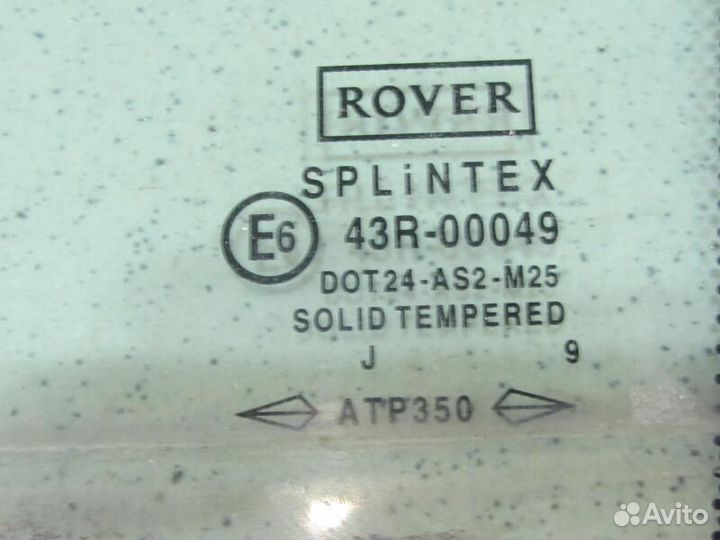 ROVER
SPLiNTEX
E6 43R-00049
DOT24-AS2-M25
SOLID TEMPERED
J 9
ATP350
Avito